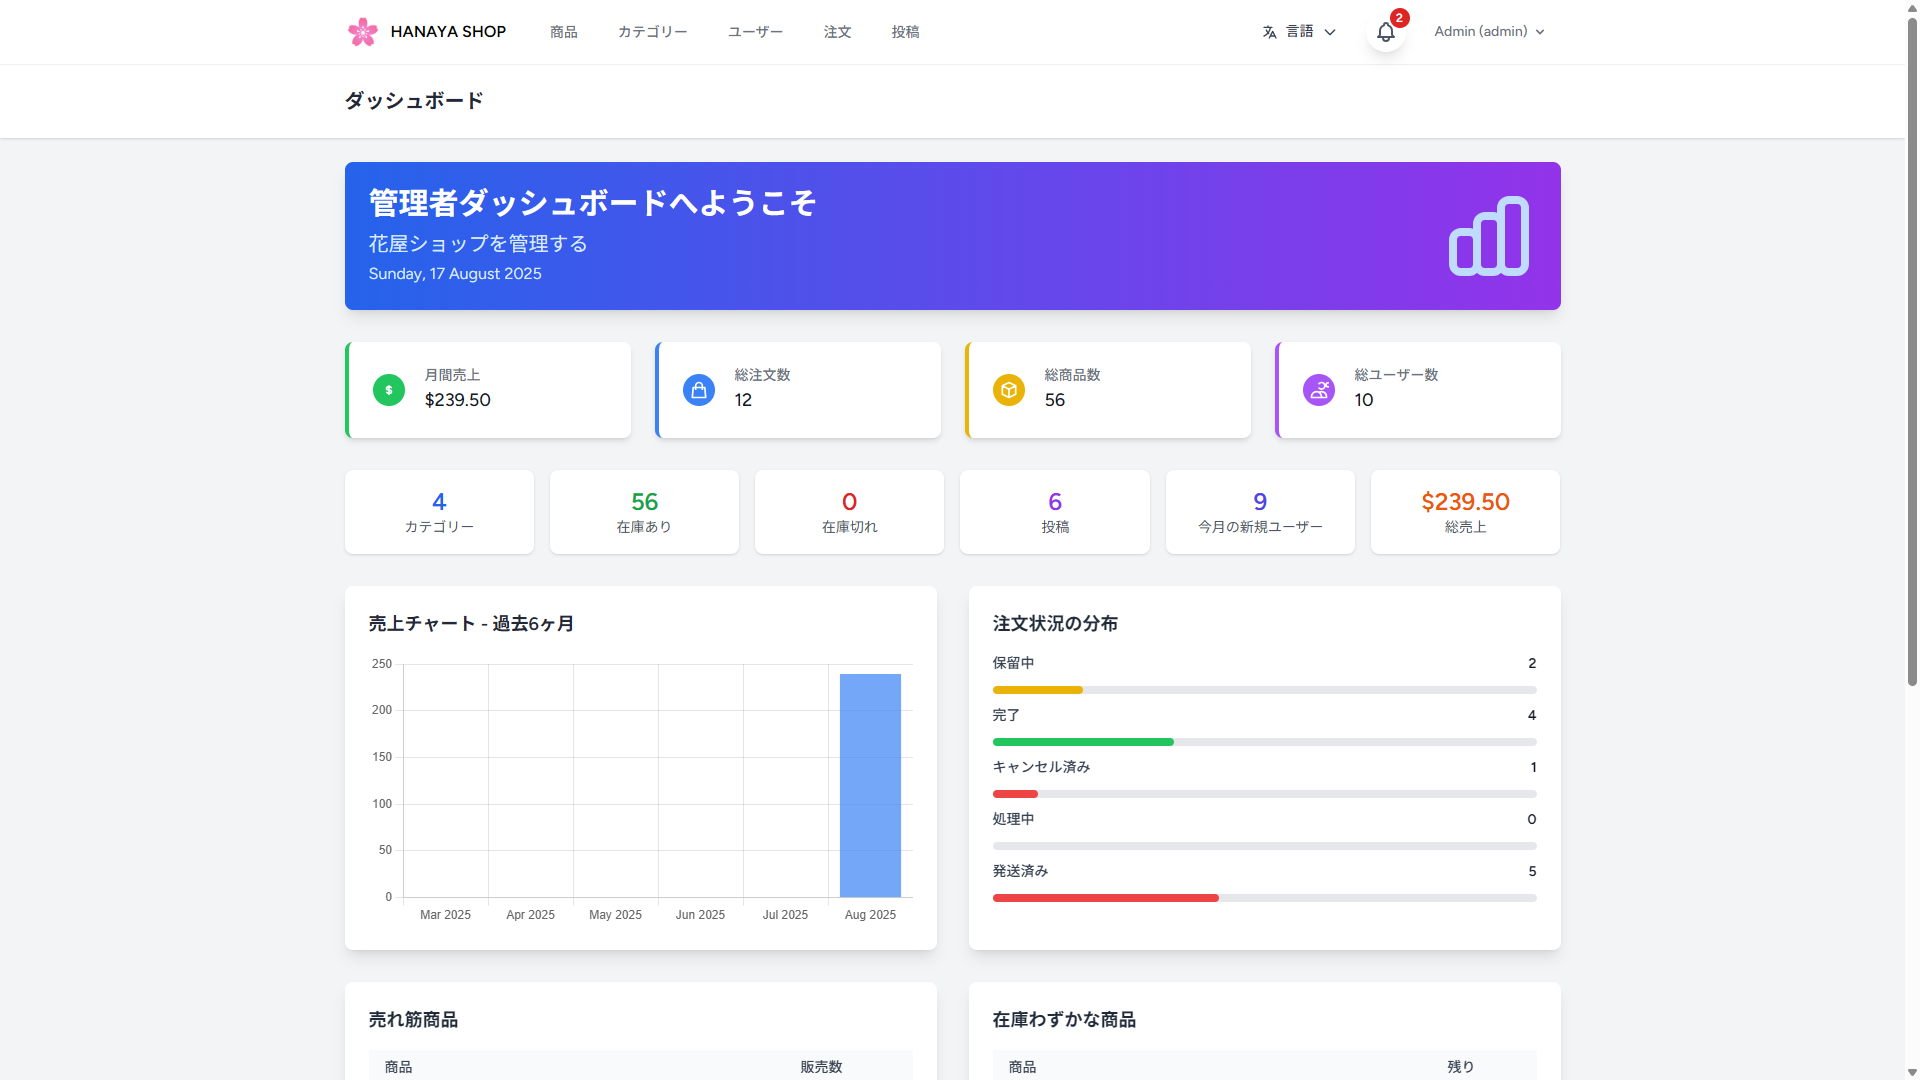 HANAYA SHOP
商品
カテゴリー
ユーザー
注文
投稿
言語
2
Admin (admin)
ダッシュボード
管理者ダッシュボードへようこそ
花屋ショップを管理する
Sunday, 17 August 2025
月間売上
$239.50
総注文数
12
総商品数
56
総ユーザー数
10
4
カテゴリー
56
在庫あり
0
在庫切れ
6
投稿
9
今月の新規ユーザー
$239.50
総売上
売上チャート - 過去6ヶ月
250
200
150
100
50
0
Mar 2025
Apr 2025
May 2025
Jun 2025
Jul 2025
Aug 2025
注文状況の分布
保留中 2
完了 4
キャンセル済み 1
処理中 0
発送済み 5
売れ筋商品
商品 販売数
在庫わずかな商品
商品 残り